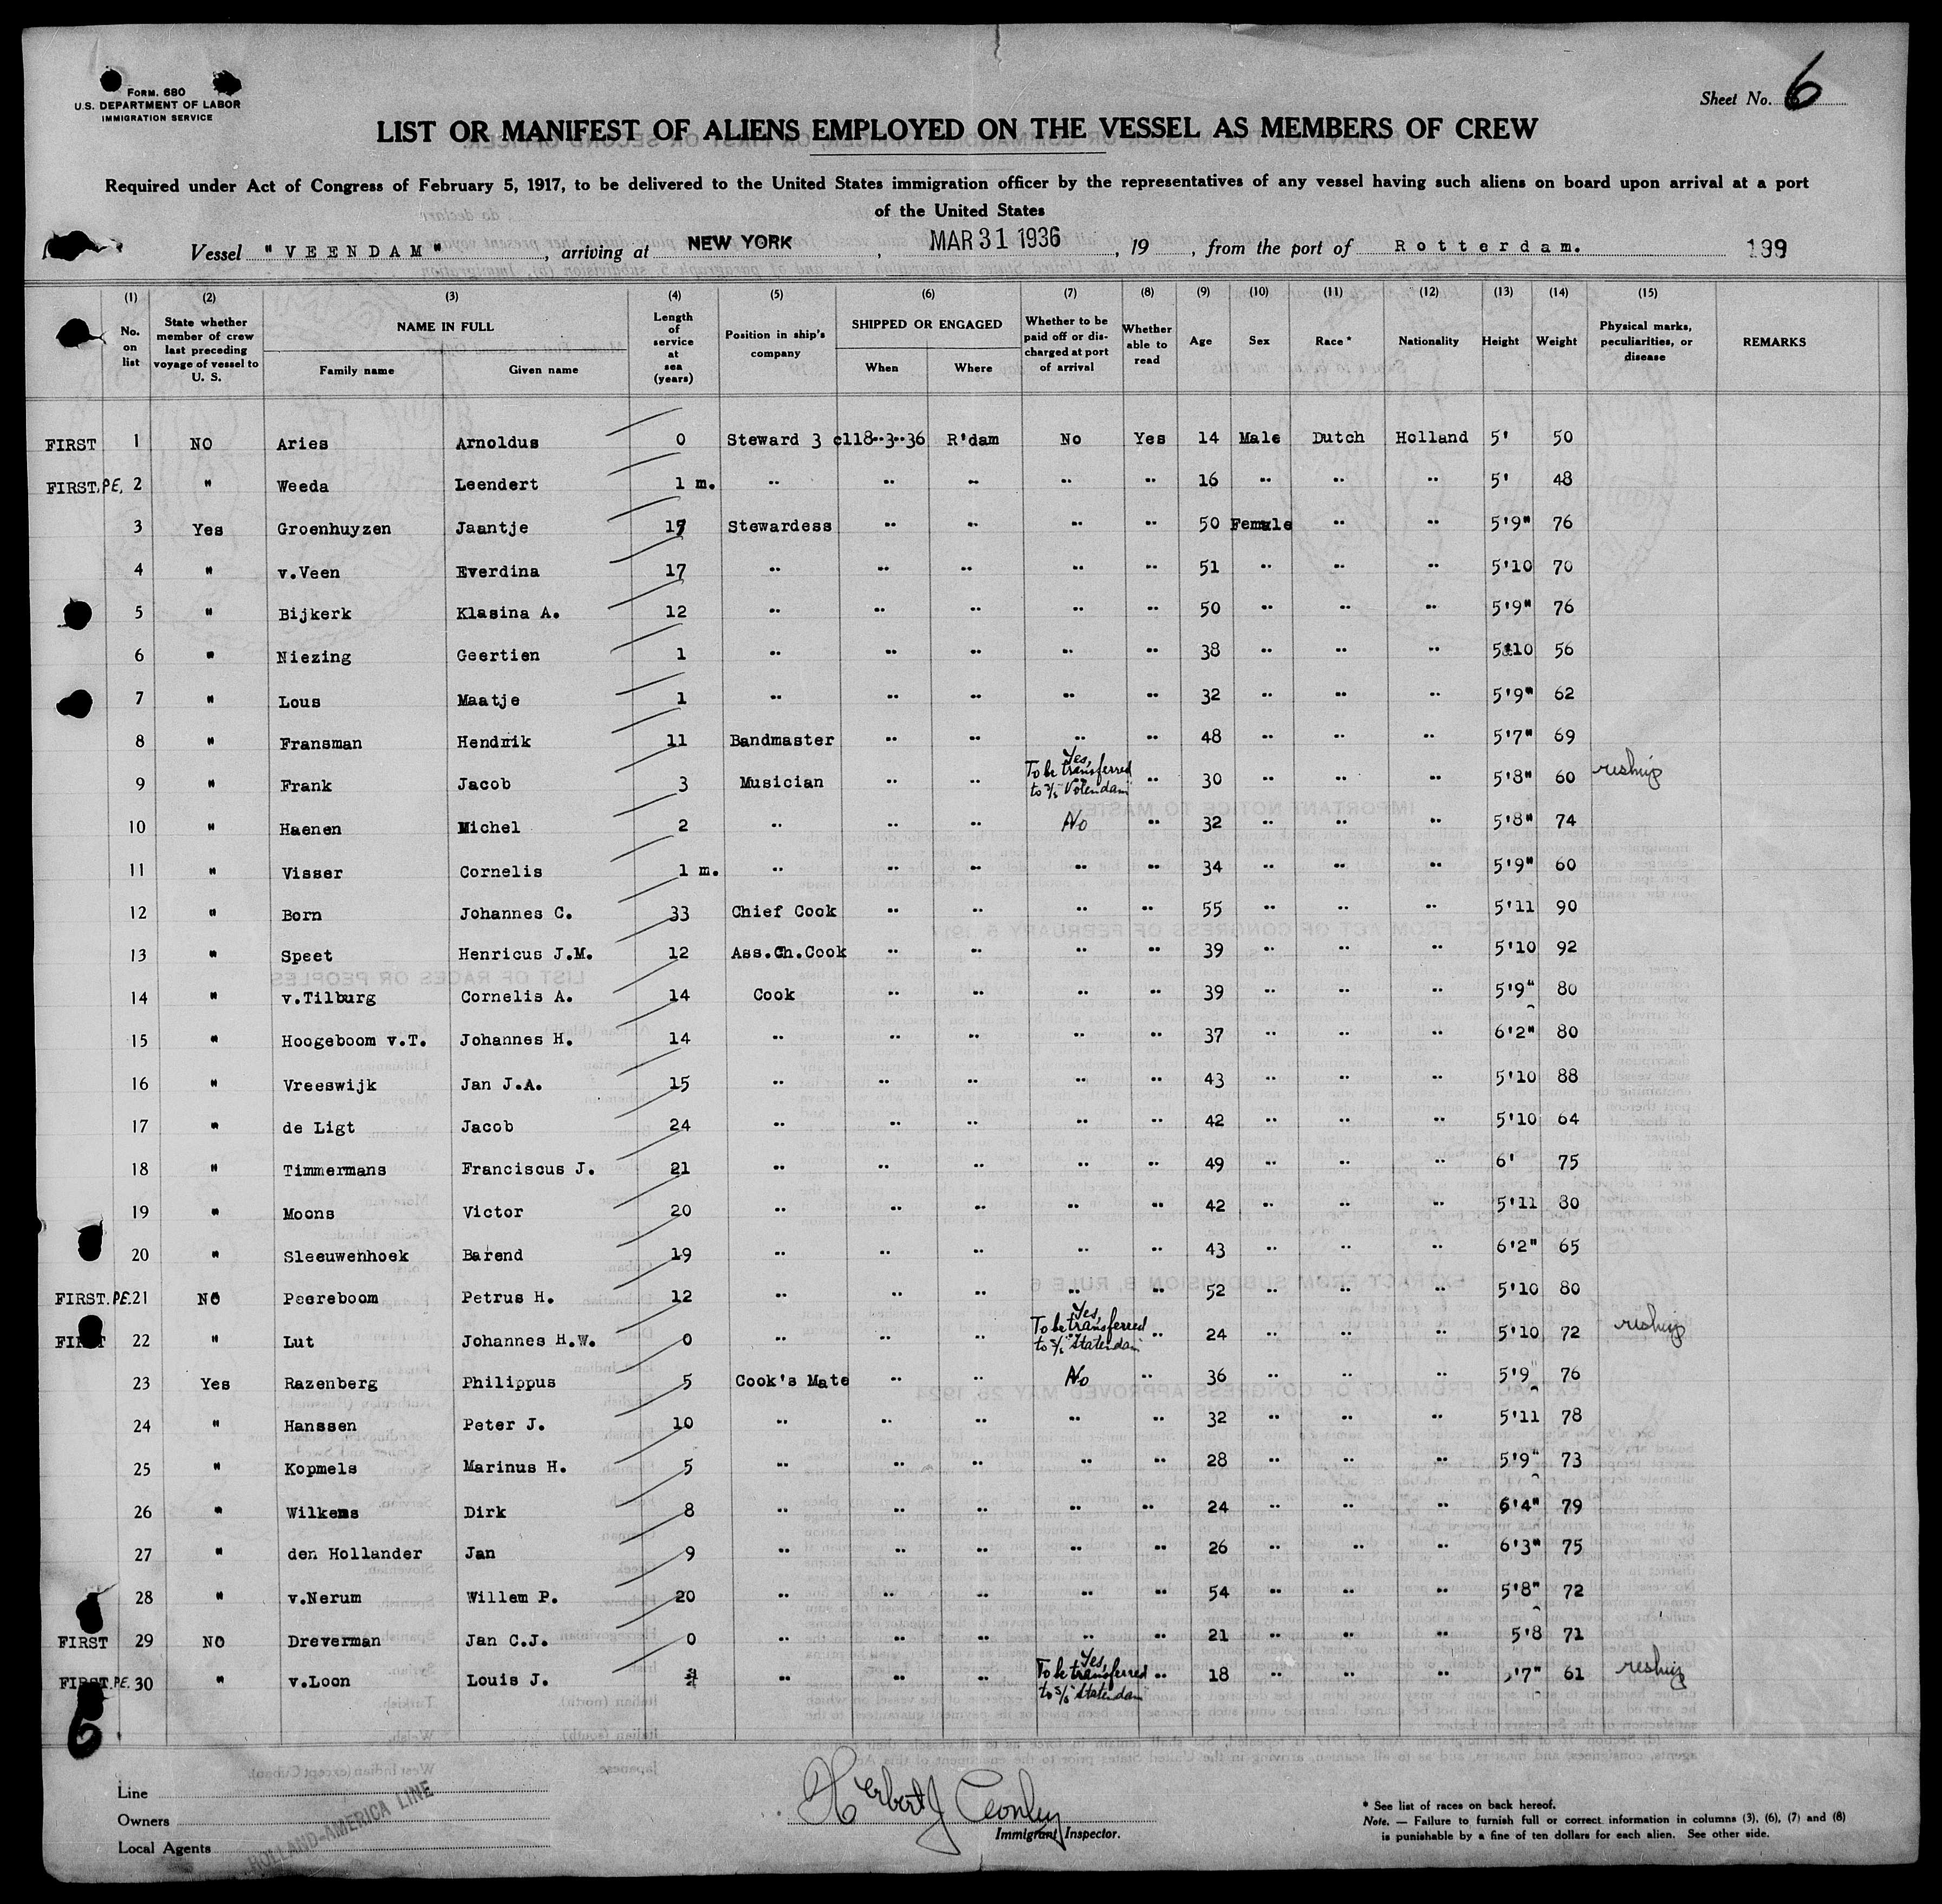 FORM. 680
U.S. DEPARTMENT OF LABOR
IMMIGRATION SERVICE
Sheet No. 6
LIST OR MANIFEST OF ALIENS EMPLOYED ON THE VESSEL AS MEMBERS OF CREW
Required under Act of Congress of February 5, 1917, to be delivered to the United States immigration officer by the representatives of any vessel having such aliens on board upon arrival at a port
of the United States
Vessel "VEENDAM", arriving at NEW YORK, MAR 31 1936, 19 , from the port of Rotterdam. 199
(1) (2) (3) (4) (5) (6) (7) (8) (9) (10) (11) (12) (13) (14) (15)
No. on list State whether member of crew last preceding voyage of vessel to U. S. NAME IN FULL Family name Given name Length of service at sea (years) Position in ship's company SHIPPED OR ENGAGED When Where Whether to be paid off or discharged at port of arrival Whether able to read Age Sex Race * Nationality Height Weight Physical marks, peculiarities, or disease REMARKS
FIRST 1 NO Aries Arnoldus 0 Steward 3 cl 18-3-36 R'dam No Yes 14 Male Dutch Holland 5' 50
FIRST. P.E. 2 " Weeda Leendert 1 m. " " " " " 16 " " " 5' 48
3 Yes Groenhuyzen Jaantje 17 Stewardess " " " " 50 Female " " 5'9" 76
4 " v.Veen Everdina 17 " " " " " 51 " " " 5'10 70
5 " Bijkerk Klasina A. 12 " " " " " 50 " " " 5'9" 76
6 " Niezing Geertien 1 " " " " " 38 " " " 5'10 56
7 " Lous Maatje 1 " " " " " 32 " " " 5'9" 62
8 " Fransman Hendrik 11 Bandmaster " " " " 48 " " " 5'7" 69
9 " Frank Jacob 3 Musician " " Yes, To be transferred to S/S Volendam " 30 " " " 5'8" 60 reship
10 " Haenen Michel 2 " " " No " 32 " " " 5'8" 74
11 " Visser Cornelis 1 m. " " " " " 34 " " " 5'9" 60
12 " Born Johannes C. 33 Chief Cook " " " " 55 " " " 5'11 90
13 " Speet Henricus J.M. 12 Ass.Ch.Cook " " " " 39 " " " 5'10 92
14 " v.Tilburg Cornelis A. 14 Cook " " " " 39 " " " 5'9" 80
15 " Hoogeboom v.T. Johannes H. 14 " " " " " 37 " " " 6'2" 80
16 " Vreeswijk Jan J.A. 15 " " " " " 43 " " " 5'10 88
17 " de Ligt Jacob 24 " " " " " 42 " " " 5'10 64
18 " Timmermans Franciscus J. 21 " " " " " 49 " " " 6' 75
19 " Moons Victor 20 " " " " " 42 " " " 5'11 80
20 " Sleeuwenhoek Barend 19 " " " " " 43 " " " 6'2" 65
FIRST. P.E. 21 NO Peereboom Petrus H. 12 " " " " " 52 " " " 5'10 80
FIRST 22 " Lut Johannes H.W. 0 " " " Yes, To be transferred to S/S Statendam " 24 " " " 5'10 72 reship
23 Yes Razenberg Philippus 5 Cook's Mate " " No " 36 " " " 5'9 76
24 " Hanssen Peter J. 10 " " " " " 32 " " " 5'11 78
25 " Kopmels Marinus H. 5 " " " " " 28 " " " 5'9" 73
26 " Wilkens Dirk 8 " " " " " 24 " " " 6'4" 79
27 " den Hollander Jan 9 " " " " " 26 " " " 6'3" 75
28 " v.Nerum Willem P. 20 " " " " " 54 " " " 5'8" 72
FIRST 29 NO Dreverman Jan C.J. 0 " " " " " 21 " " " 5'8 71
FIRST P.E. 30 " v.Loon Louis J. " " " Yes, To be transferred to S/S Statendam " 18 " " " '7" 61 reship
6
Line
Owners
Local Agents
HOLLAND-AMERICA LINE
Herbert J
Immigrant Inspector.
* See list of races on back hereof.
Note. — Failure to furnish full or correct information in columns (3), (6), (7) and (8)
is punishable by a fine of ten dollars for each alien. See other side.